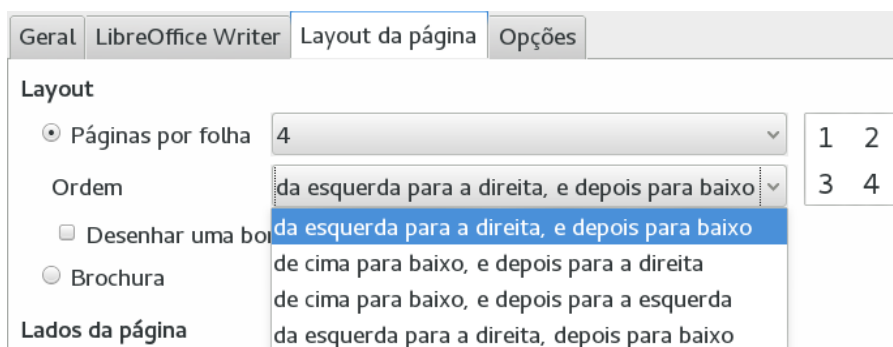 Geral LibreOffice Writer Layout da página Opções
Layout
Páginas por folha 4
1 2
Ordem da esquerda para a direita, e depois para baixo
3 4
Desenhar uma
da esquerda para a direita, e depois para baixo
de cima para baixo, e depois para a direita
Brochura
de cima para baixo, e depois para a esquerda
Lados da página
da esquerda para a direita, depois para baixo